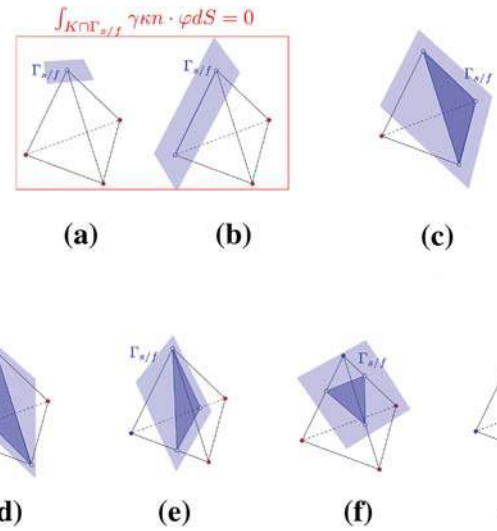 ∫_{K∩Γ_{s/f}} γκn · φdS = 0
Γ_{s/f} Γ_{s/f} Γ_{s/f}
(a) (b) (c)
Γ_{s/f} Γ_{s/f}
d) (e) (f)